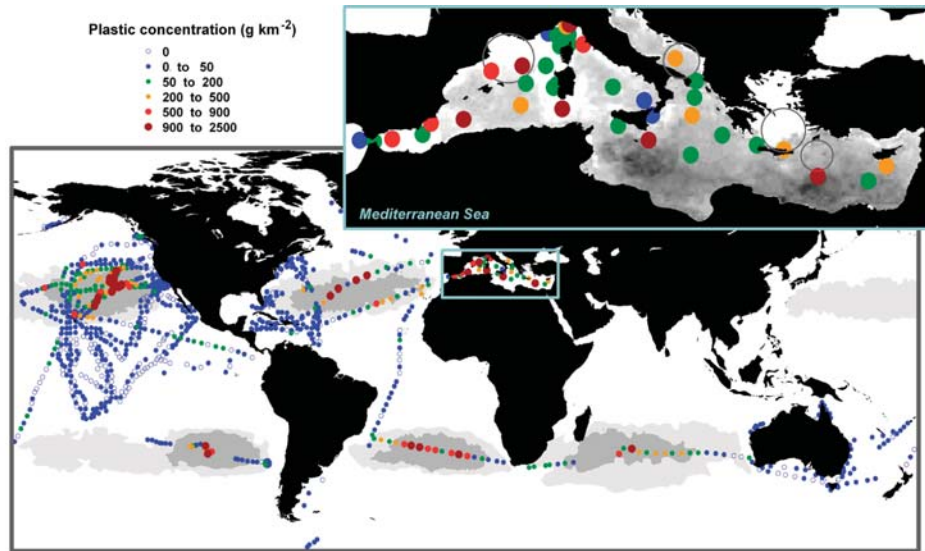 Plastic concentration (g km-2)
0
0 to 50
50 to 200
200 to 500
500 to 900
900 to 2500
Mediterranean Sea